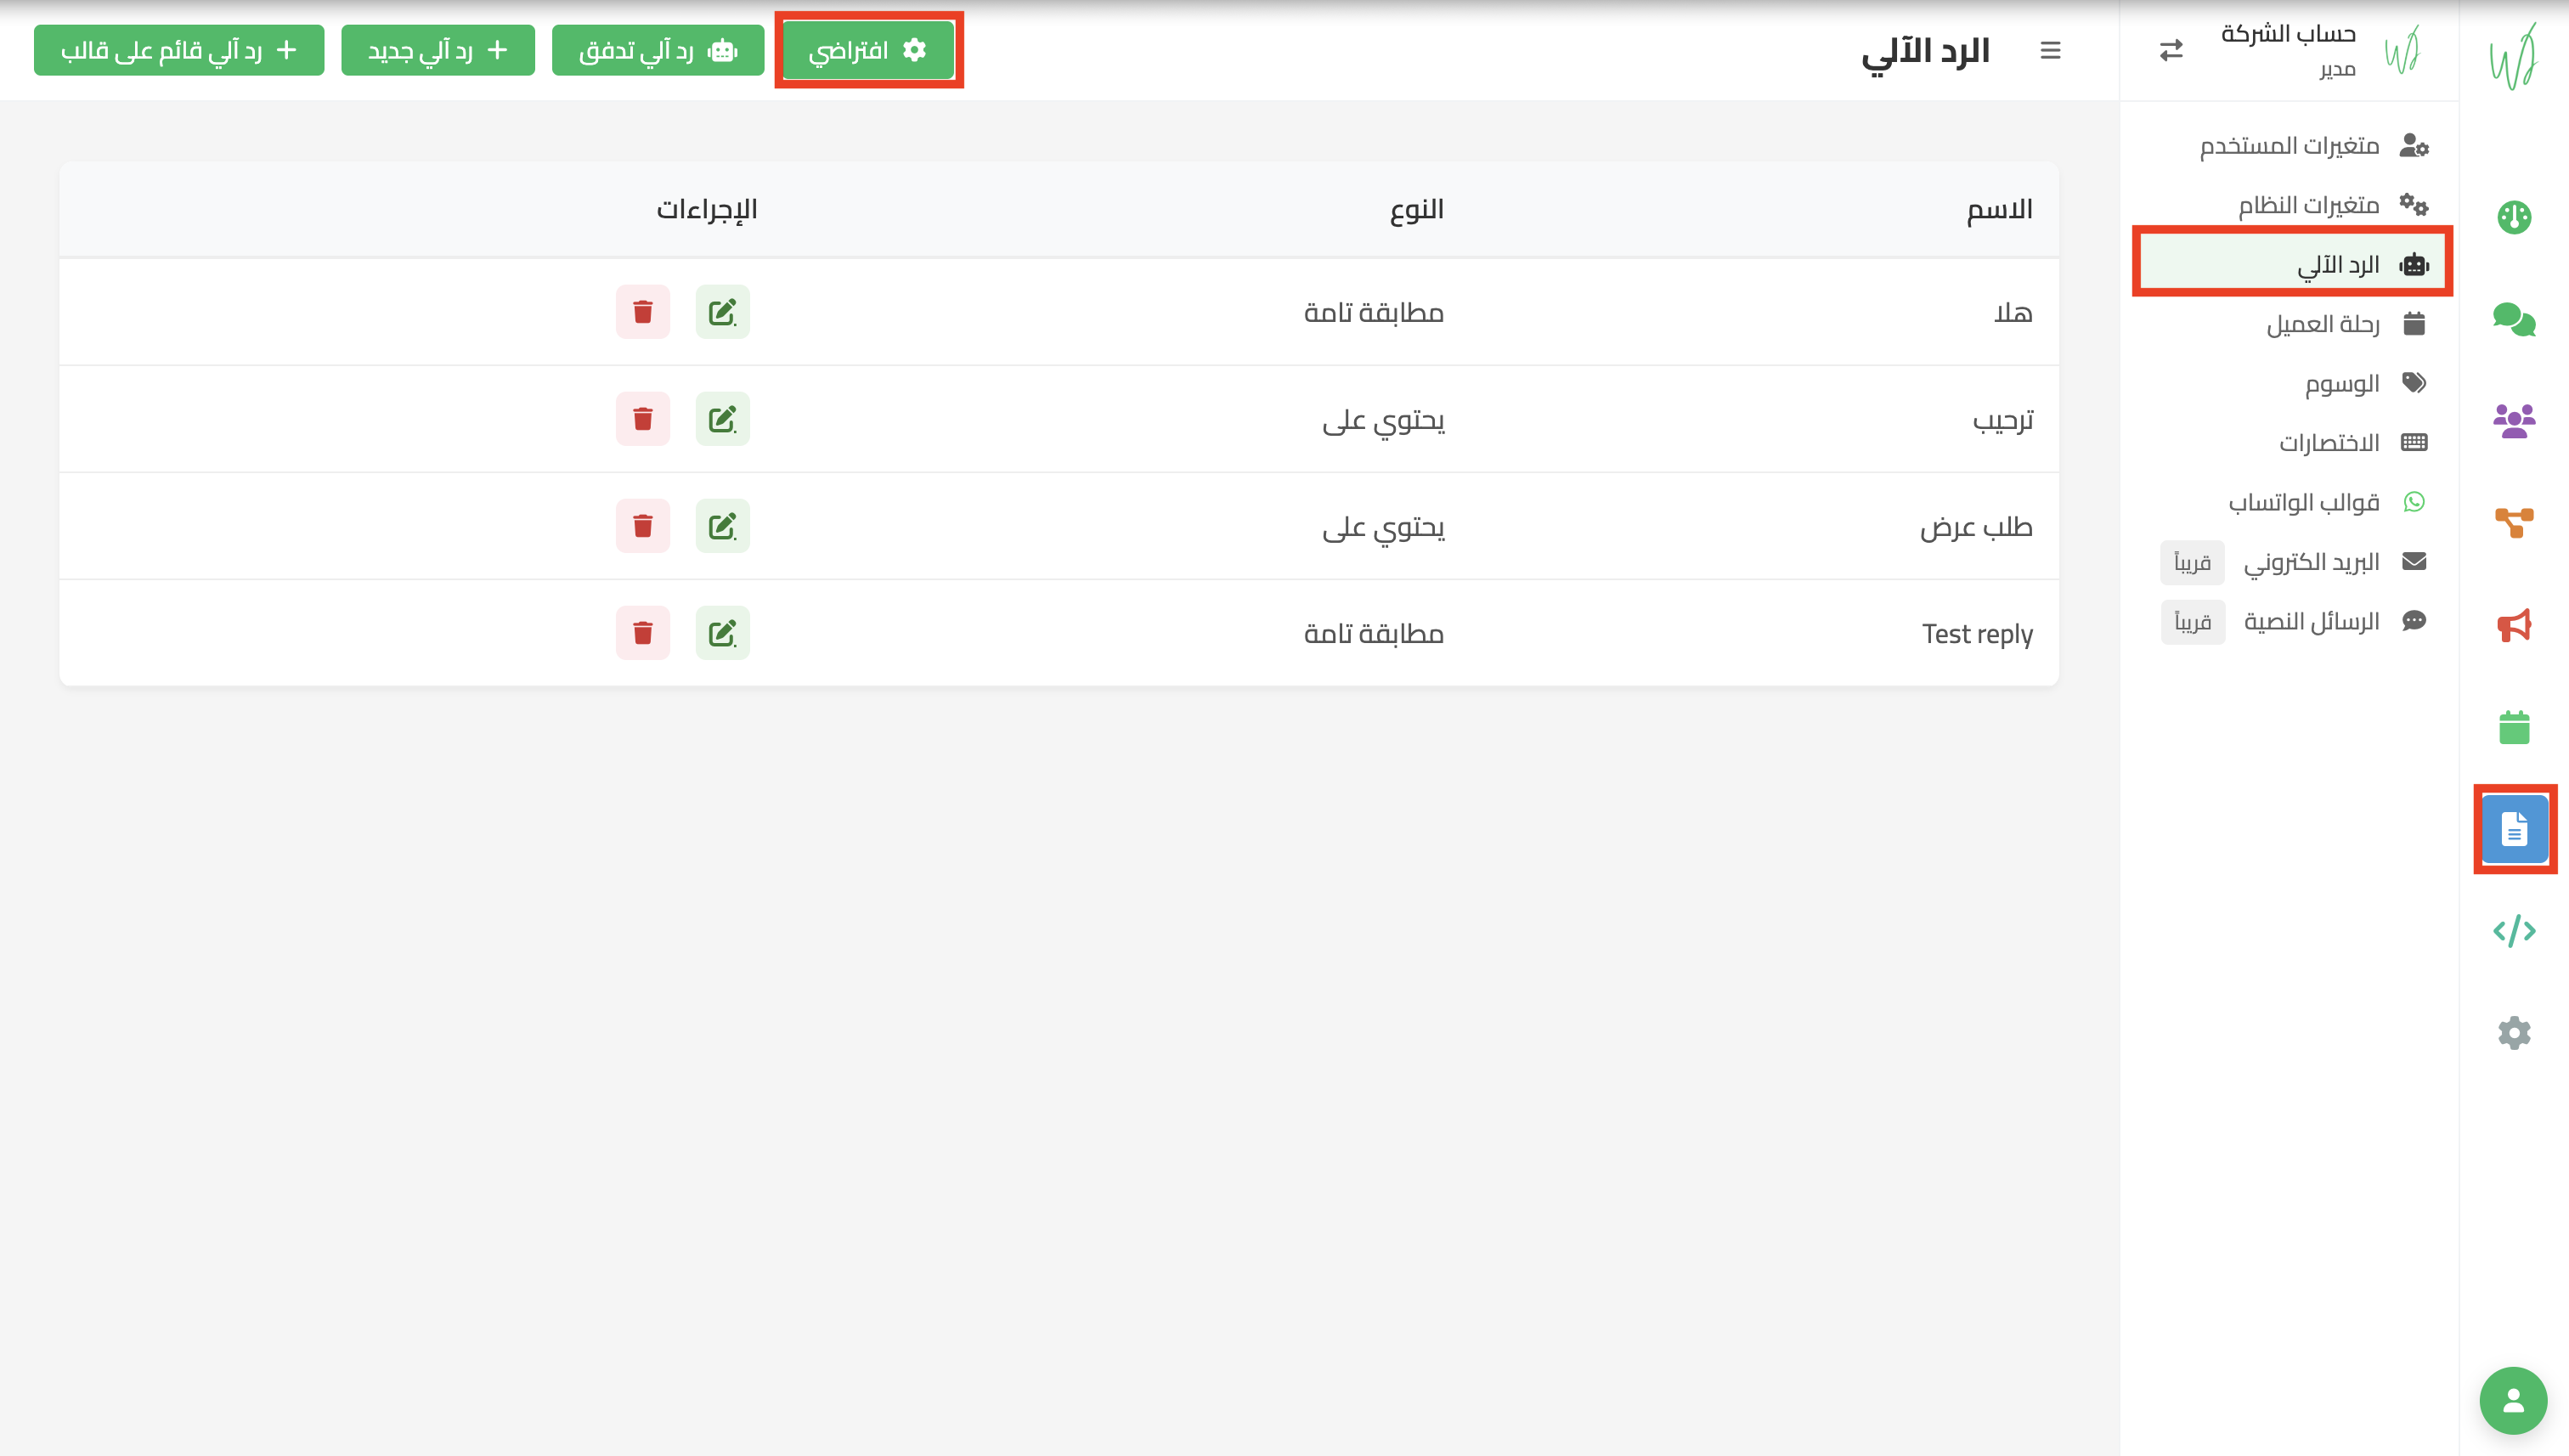 حساب الشركة
مدير
متغيرات المستخدم
متغيرات النظام
الرد الآلي
رحلة العميل
الوسوم
الاختصارات
قوالب الواتساب
البريد الكتروني قريباً
الرسائل النصية قريباً
الرد الآلي
افتراضي
رد آلي تدفق
رد آلي جديد
رد آلي قائم على قالب
الاسم النوع الإجراءات
هلا مطابقة تامة
ترحيب يحتوي على
طلب عرض يحتوي على
Test reply مطابقة تامة